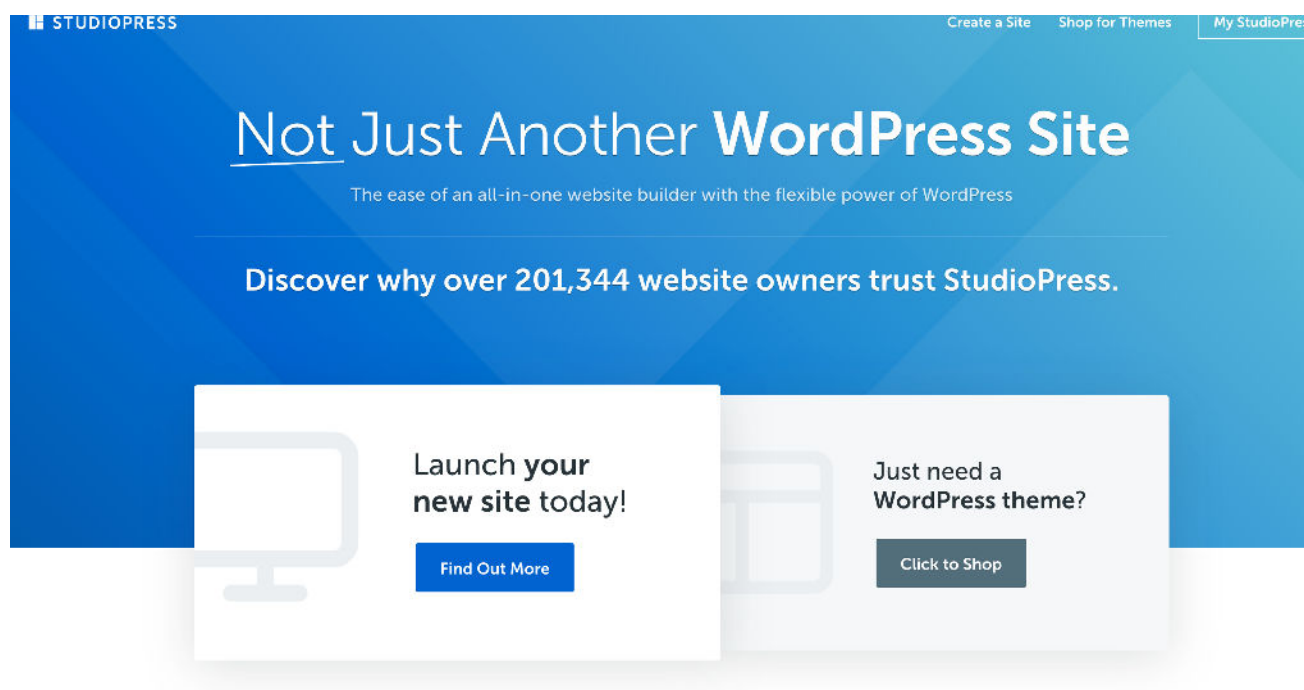 STUDIOPRESS
Create a Site
Shop for Themes
My
Not Just Another WordPress Site
The ease of an all-in-one website builder with the flexible power of WordPress
Discover why over 201,344 website owners trust StudioPress.
Launch your
new site today!
Find Out More
Just need a
WordPress theme?
Click to Shop